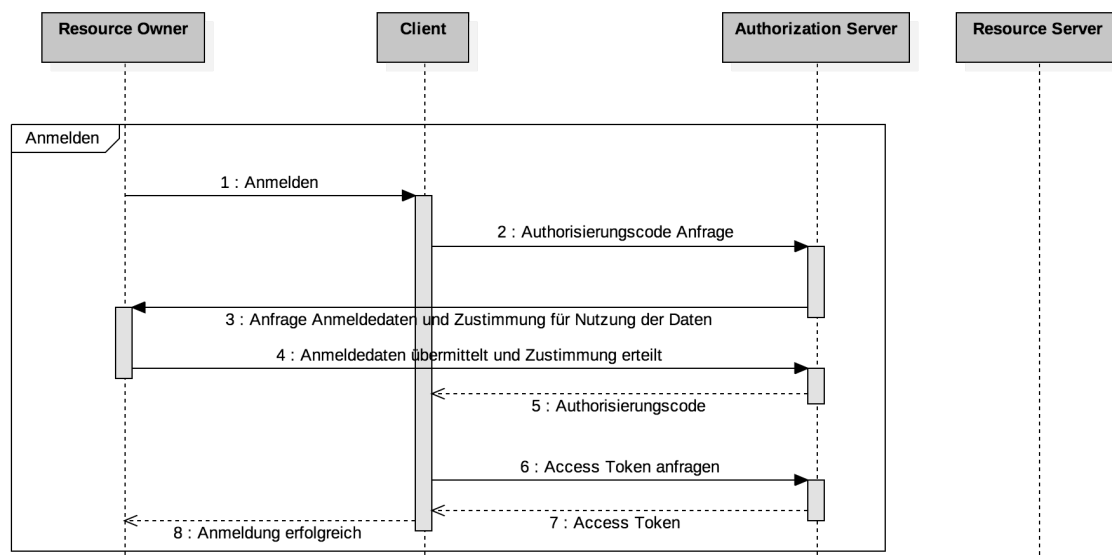 Resource Owner
Client
Authorization Server
Resource Server
Anmelden
1 : Anmelden
2 : Authorisierungscode Anfrage
3 : Anfrage Anmeldedaten und Zustimmung für Nutzung der Daten
4 : Anmeldedaten übermittelt und Zustimmung erteilt
5 : Authorisierungscode
6 : Access Token anfragen
7 : Access Token
8 : Anmeldung erfolgreich